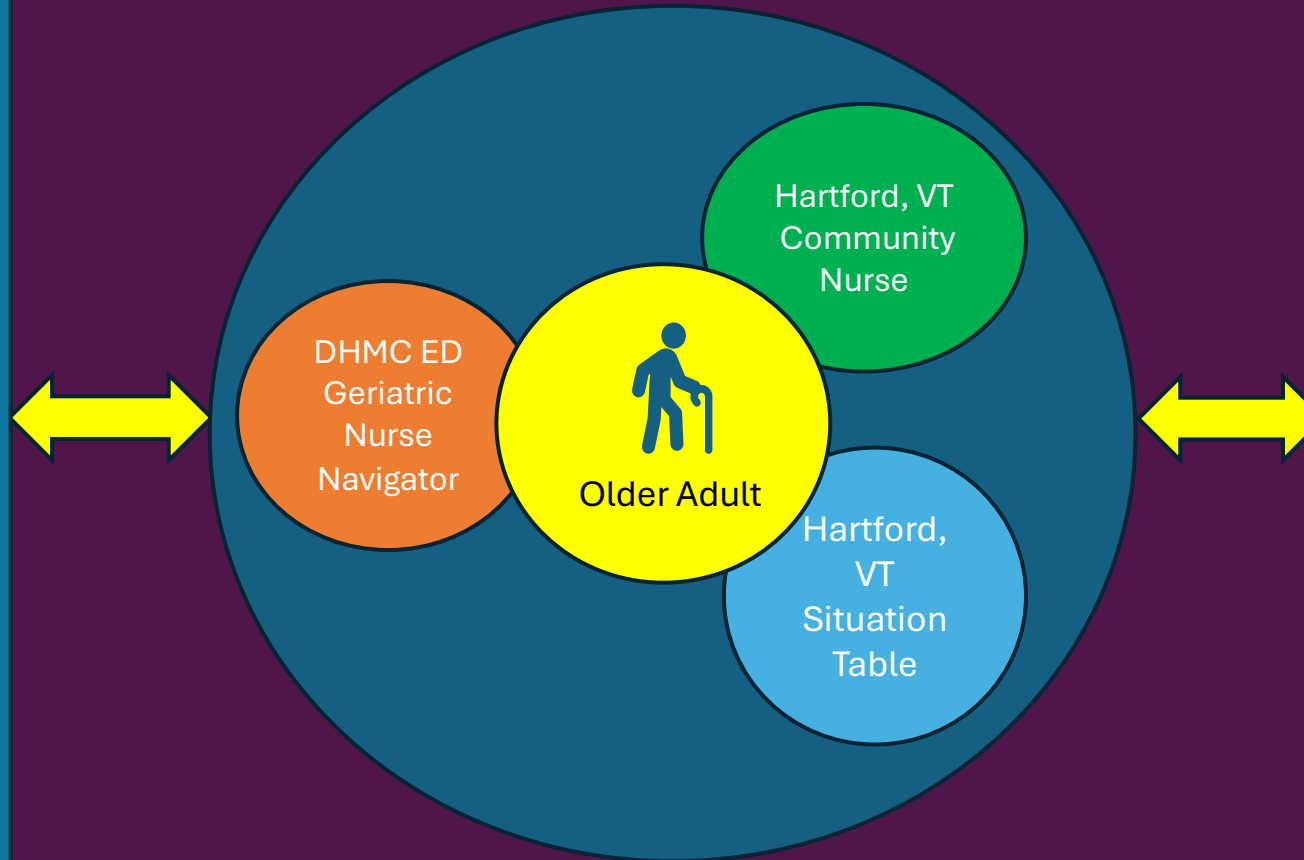 Hartford, VT
Community
Nurse
DHMC ED
Geriatric
Nurse
Navigator
Older Adult
Hartford,
VT
Situation
Table